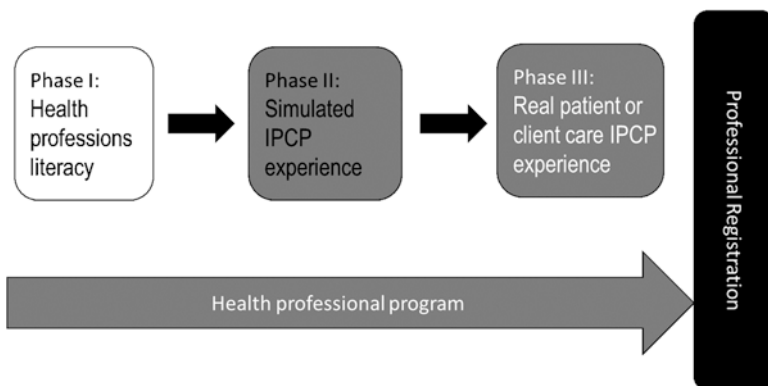 Phase I:
Health
professions
literacy
Phase II:
Simulated
IPCP
experience
Phase III:
Real patient or
client care IPCP
experience
Health professional program
Professional Registration